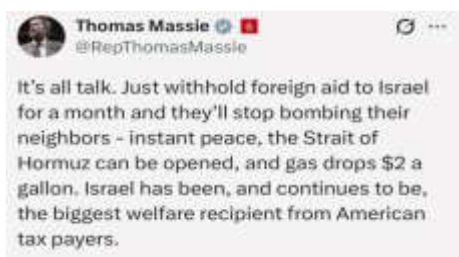 Thomas Massie
@RepThomasMassie
It's all talk. Just withhold foreign aid to Israel
for a month and they'll stop bombing their
neighbors - instant peace, the Strait of
Hormuz can be opened, and gas drops $2 a
gallon. Israel has been, and continues to be,
the biggest welfare recipient from American
tax payers.